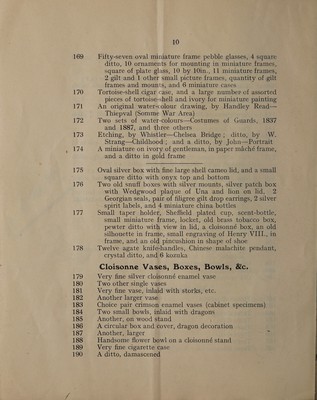 10
169 Fifty-seven oval miniature frame pebble glasses, 4 square
ditto, 10 ornaments for mounting in miniature frames,
square of plate glass, 10 by 10in., 11 miniature frames,
2 gilt and 1 other small picture frames, quantity of gilt
frames and mounts, and 6 miniature cases
170 Tortoise-shell cigar case, and a large number of assorted
pieces of tortoise-shell and ivory for miniature painting
171 An original water-colour drawing, by Handley Read—
Thiepval (Somme War Area)
172 Two sets of water-colours—Costumes of Guards, 1837
and 1887, and three others
173 Etching, by Whistler—Chelsea Bridge ; ditto, by W.
Strang—Childhood ; and a ditto, by John—Portrait
174 A miniature on ivory of gentleman, in paper mâché frame,
and a ditto in gold frame
175 Oval silver box with fine large shell cameo lid; and a small
square ditto with onyx top and bottom
176 Two old snuff boxes with silver mounts, silver patch box
with Wedgwood plaque of Una and lion on lid, 2
Georgian seals, pair of filigree gilt drop earrings, 2 silver
spirit labels, and 4 miniature china bottles
177 Small taper holder, Sheffield plated cup, scent-bottle,
small miniature frame, locket, old brass tobacco box,
pewter ditto with view in lid, a cloisonné box, an old
silhouette in frame, small engraving of Henry VIII., in
frame, and an old pincushion in shape of shoe
178 Twelve agate knife-handles, Chinese malachite pendant,
crystal ditto, and 6 kozuka
Cloisonne Vases, Boxes, Bowls, &c.
179 Very fine silver cloisonné enamel vase
180 Two other single vases
181 Very fine vase, inlaid with storks, etc.
182 Another larger vase
183 Choice pair crimson enamel vases (cabinet specimens)
184 Two small bowls, inlaid with dragons
185 Another, on wood stand
186 A circular box and cover, dragon decoration
187 Another, larger
188 Handsome flower bowl on a cloisonné stand
189 Very fine cigarette case
190 A ditto, damascened